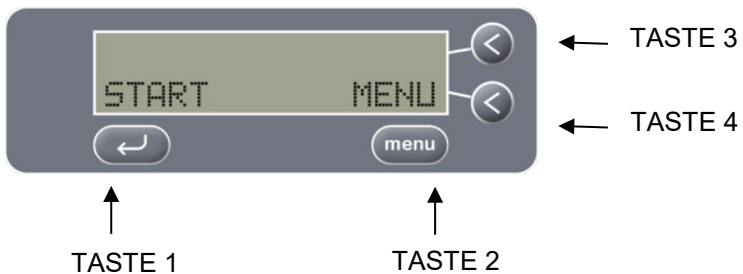 TASTE 3
START MENU
TASTE 4
menu
TASTE 1 TASTE 2